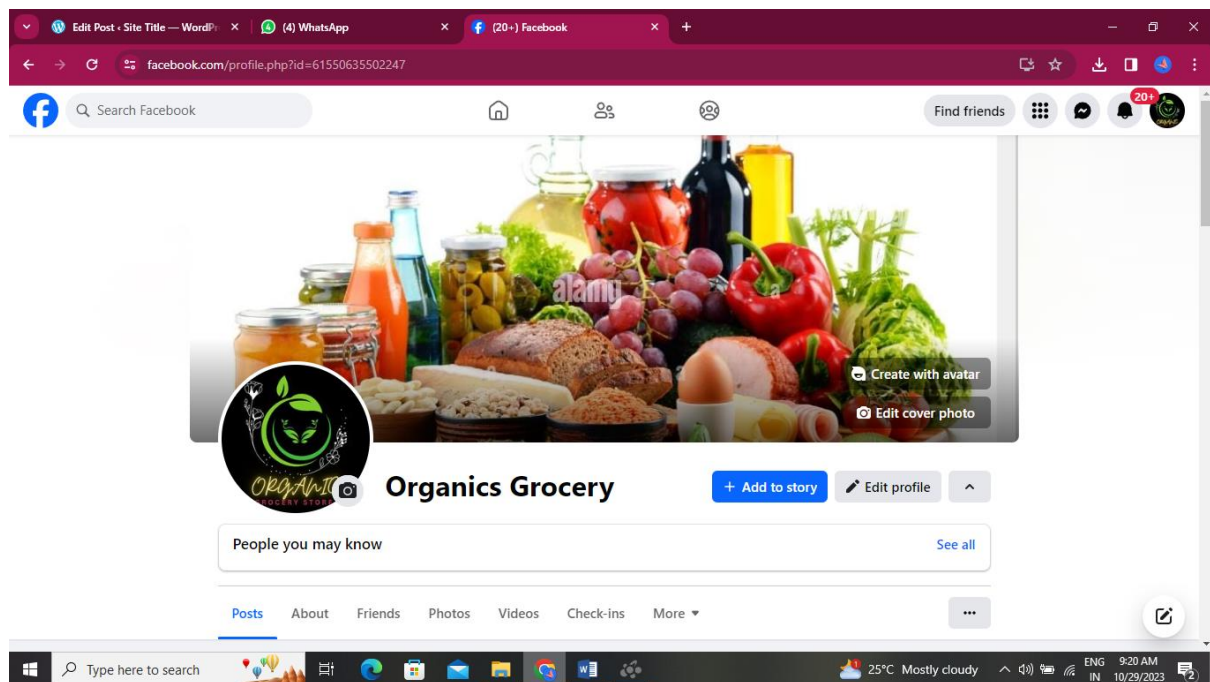 Edit Post ‹ Site Title — WordPr
(4) WhatsApp
(20+) Facebook
facebook.com/profile.php?id=61550635502247
Search Facebook
Find friends
20+
alamy
a
a
Create with avatar
Edit cover photo
ORGANIC
GROCERY STORE
Organics Grocery
+ Add to story
Edit profile
People you may know
See all
Posts About Friends Photos Videos Check-ins More
Type here to search
25°C Mostly cloudy
ENG
IN
9:20 AM
10/29/2023
2